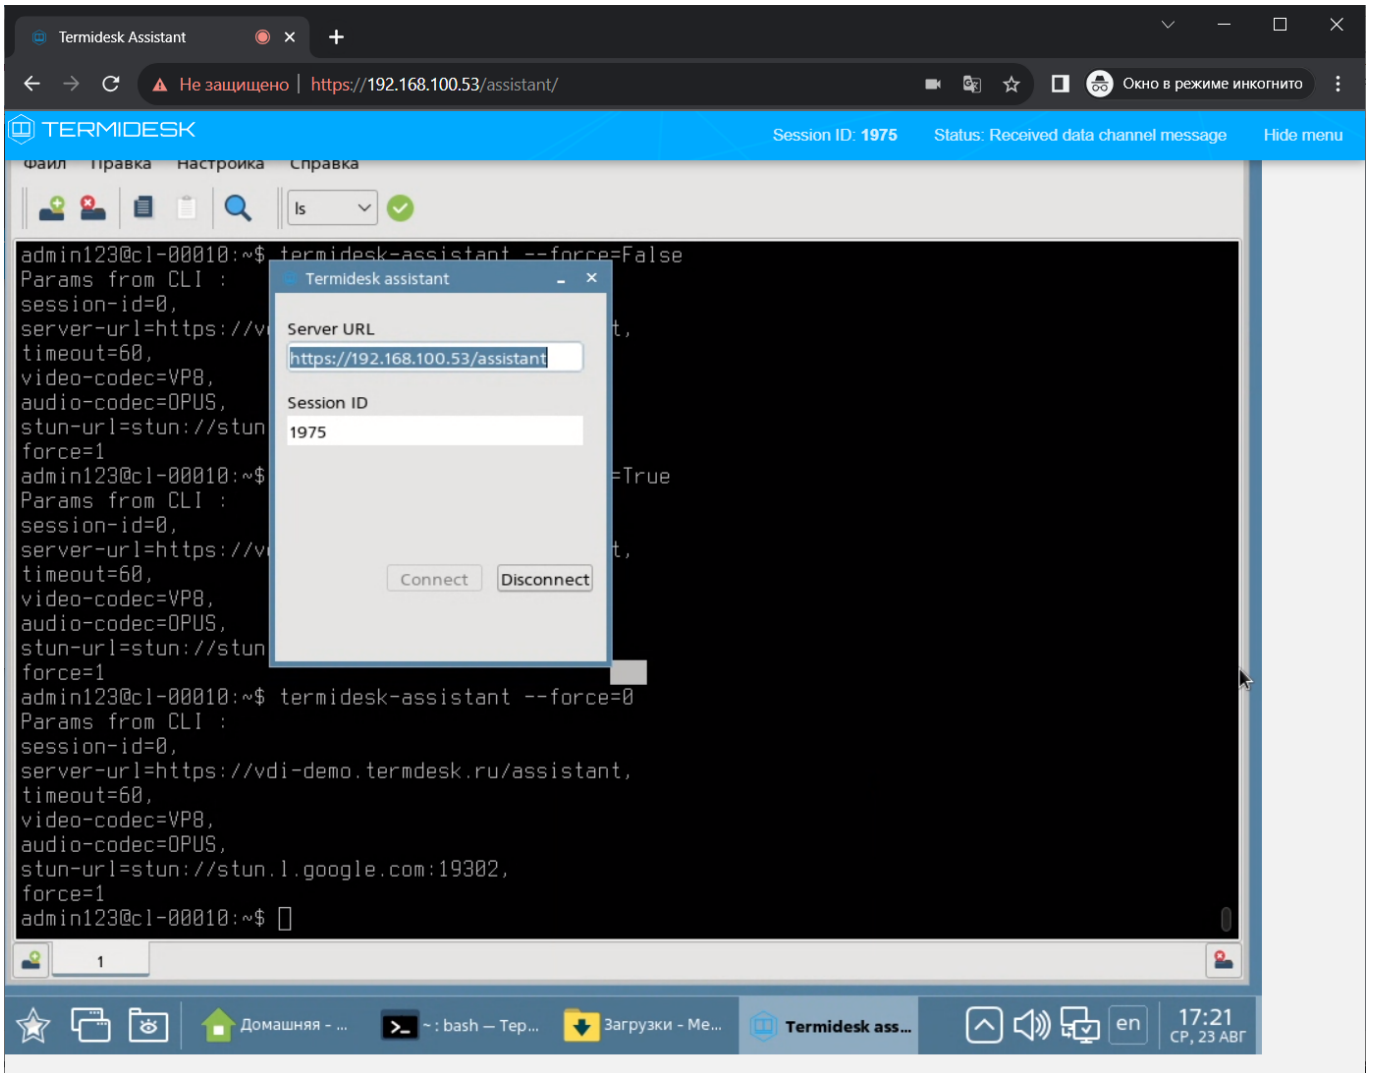 Termidesk Assistant
Не защищено | https://192.168.100.53/assistant/
Окно в режиме инкогнито
TERMIDESK
Session ID: 1975
Status: Received data channel message
Hide menu
Файл Правка Настройка Справка
ls
admin123@cl-00010:~$ termidesk-assistant --force=False
Params from CLI :
session-id=0,
server-url=https://v
t,
timeout=60,
video-codec=VP8,
audio-codec=OPUS,
stun-url=stun://stun
force=1
admin123@cl-00010:~$
=True
Params from CLI :
session-id=0,
server-url=https://v
t,
timeout=60,
video-codec=VP8,
audio-codec=OPUS,
stun-url=stun://stun
force=1
admin123@cl-00010:~$ termidesk-assistant --force=0
Params from CLI :
session-id=0,
server-url=https://vdi-demo.termdesk.ru/assistant,
timeout=60,
video-codec=VP8,
audio-codec=OPUS,
stun-url=stun://stun.l.google.com:19302,
force=1
admin123@cl-00010:~$
Termidesk assistant
Server URL
https://192.168.100.53/assistant
Session ID
1975
Connect
Disconnect
1
Домашняя - ...
~ : bash — Тер...
Загрузки - Me...
Termidesk ass...
en
17:21
СР, 23 АВГ